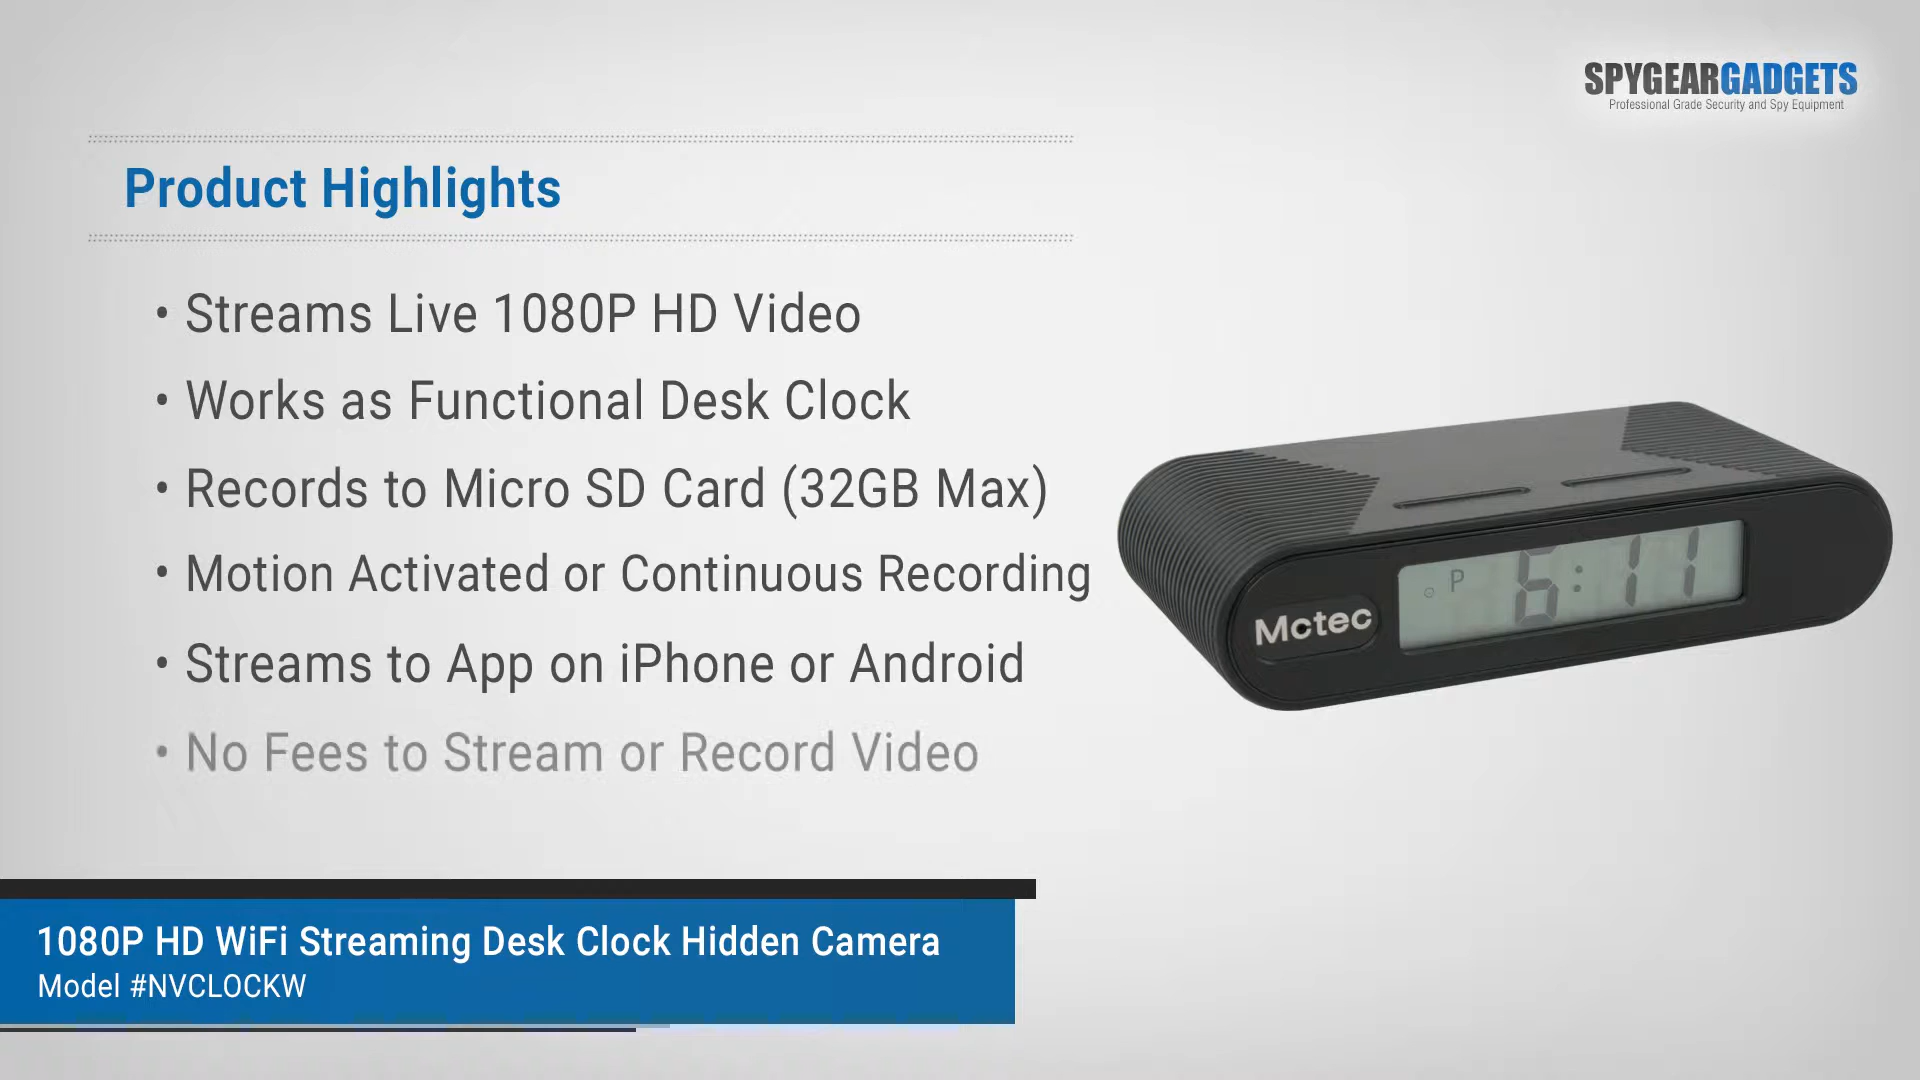 SPYGEARGADGETS
Professional Grade Security and Spy Equipment
Product Highlights
• Streams Live 1080P HD Video
• Works as Functional Desk Clock
• Records to Micro SD Card (32GB Max)
• Motion Activated or Continuous Recording
• Streams to App on iPhone or Android
• No Fees to Stream or Record Video
P 6:11
Mctec
1080P HD WiFi Streaming Desk Clock Hidden Camera
Model #NVCLOCKW